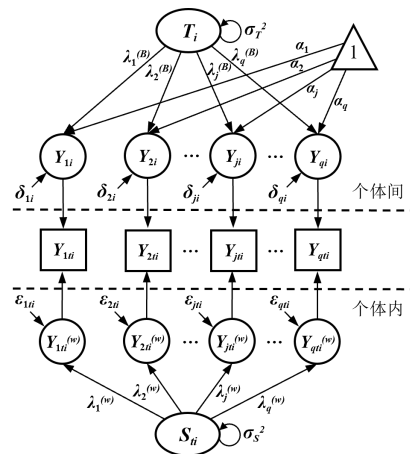 T_i σ_T^2 1
λ_1^(B) λ_2^(B) λ_j^(B) λ_q^(B) α_1 α_2 α_j α_q
Y_1i Y_2i ... Y_ji ... Y_qi
δ_1i δ_2i δ_ji δ_qi
个体间
Y_1ti Y_2ti ... Y_jti ... Y_qti
个体内
ε_1ti ε_2ti ε_jti ε_qti
Y_1ti^(w) Y_2ti^(w) ... Y_jti^(w) ... Y_qti^(w)
λ_1^(w) λ_2^(w) λ_j^(w) λ_q^(w)
S_ti σ_S^2